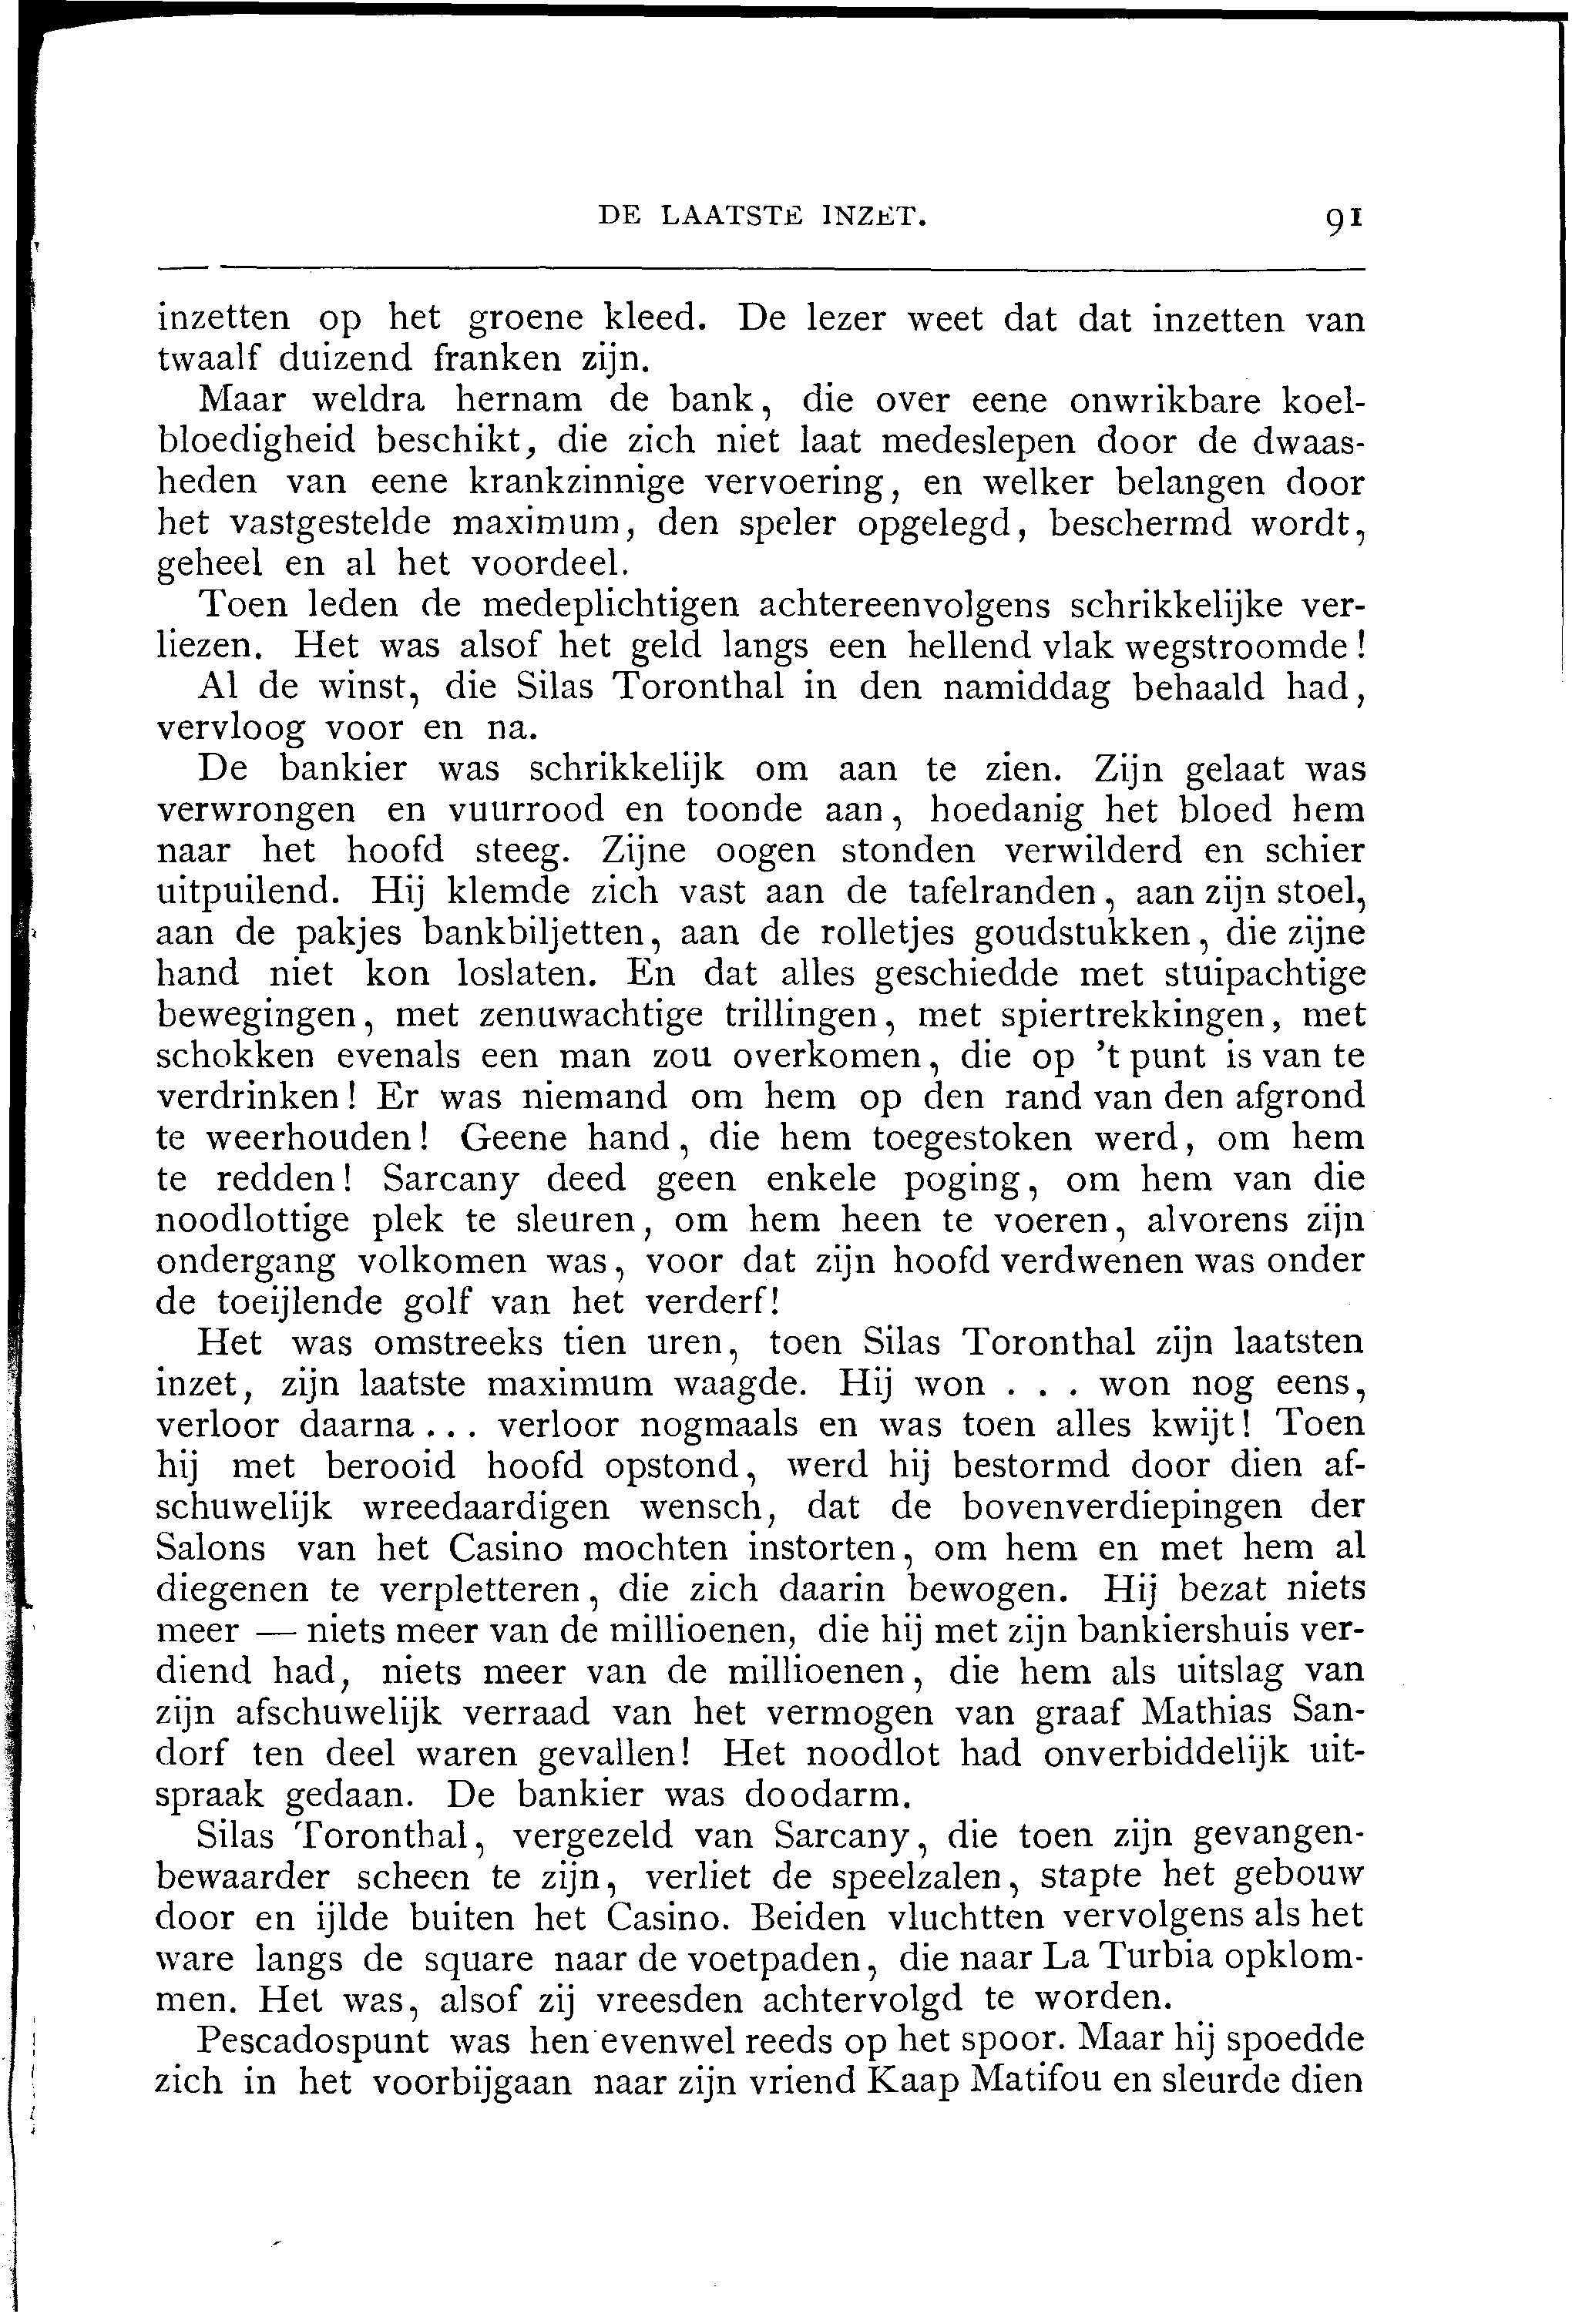 DE LAATSTE INZET. 91
inzetten op het groene kleed. De lezer weet dat dat inzetten van
twaalf duizend franken zijn.
Maar weldra hernam de bank, die over eene onwrikbare koel-
bloedigheid beschikt, die zich niet laat medeslepen door de dwaas-
heden van eene krankzinnige vervoering, en welker belangen door
het vastgestelde maximum, den speler opgelegd, beschermd wordt,
geheel en al het voordeel.
Toen leden de medeplichtigen achtereenvolgens schrikkelijke ver-
liezen. Het was alsof het geld langs een hellend vlak wegstroomde!
Al de winst, die Silas Toronthal in den namiddag behaald had,
vervloog voor en na.
De bankier was schrikkelijk om aan te zien. Zijn gelaat was
verwrongen en vuurrood en toonde aan, hoedanig het bloed hem
naar het hoofd steeg. Zijne oogen stonden verwilderd en schier
uitpuilend. Hij klemde zich vast aan de tafelranden, aan zijn stoel,
aan de pakjes bankbiljetten, aan de rolletjes goudstukken, die zijne
hand niet kon loslaten. En dat alles geschiedde met stuipachtige
bewegingen, met zenuwachtige trillingen, met spiertrekkingen, met
schokken evenals een man zou overkomen, die op 't punt is van te
verdrinken! Er was niemand om hem op den rand van den afgrond
te weerhouden! Geene hand, die hem toegestoken werd, om hem
te redden! Sarcany deed geen enkele poging, om hem van die
noodlottige plek te sleuren, om hem heen te voeren, alvorens zijn
ondergang volkomen was, voor dat zijn hoofd verdwenen was onder
de toeijlende golf van het verderf!
Het was omstreeks tien uren, toen Silas Toronthal zijn laatsten
inzet, zijn laatste maximum waagde. Hij won . . . won nog eens,
verloor daarna ... verloor nogmaals en was toen alles kwijt! Toen
hij met berooid hoofd opstond, werd hij bestormd door dien af-
schuwelijk wreedaardigen wensch, dat de bovenverdiepingen der
Salons van het Casino mochten instorten, om hem en met hem al
diegenen te verpletteren, die zich daarin bewogen. Hij bezat niets
meer — niets meer van de millioenen, die hij met zijn bankiershuis ver-
diend had, niets meer van de millioenen, die hem als uitslag van
zijn afschuwelijk verraad van het vermogen van graaf Mathias San-
dorf ten deel waren gevallen! Het noodlot had onverbiddelijk uit-
spraak gedaan. De bankier was doodarm.
Silas Toronthal, vergezeld van Sarcany, die toen zijn gevangen-
bewaarder scheen te zijn, verliet de speelzalen, stapte het gebouw
door en ijlde buiten het Casino. Beiden vluchtten vervolgens als het
ware langs de square naar de voetpaden, die naar La Turbia opklom-
men. Het was, alsof zij vreesden achtervolgd te worden.
Pescadospunt was hen evenwel reeds op het spoor. Maar hij spoedde
zich in het voorbijgaan naar zijn vriend Kaap Matifou en sleurde dien